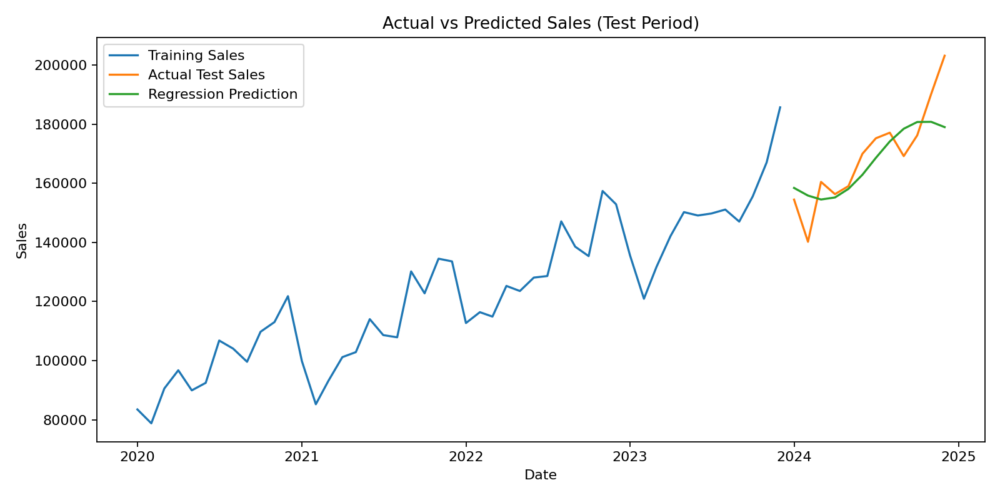 Actual vs Predicted Sales (Test Period)
Training Sales
Actual Test Sales
Regression Prediction
200000
180000
160000
140000
120000
100000
80000
Sales
2020 2021 2022 2023 2024 2025
Date